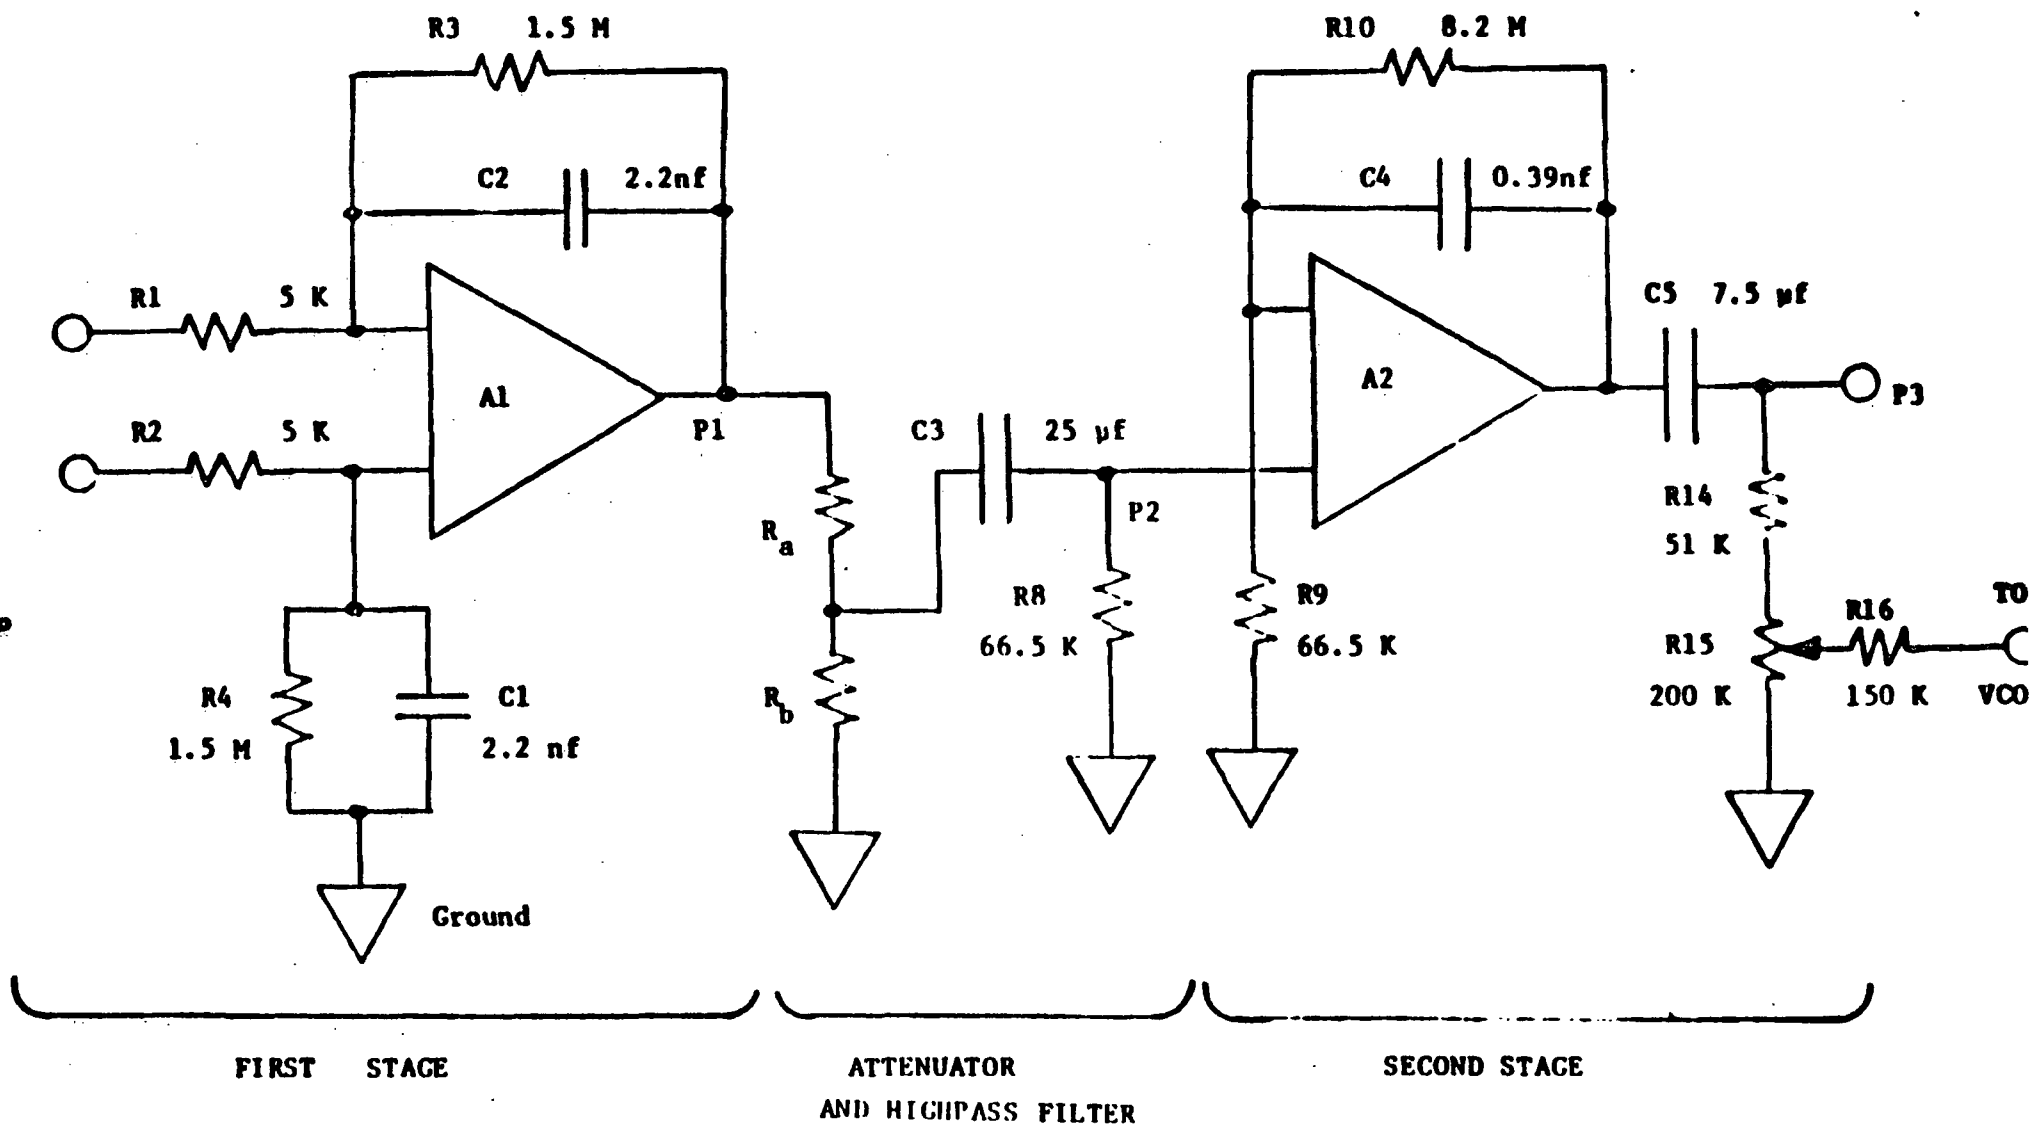 R3 1.5 M
R10 8.2 M
C2 2.2nf
C4 0.39nf
R1 5 K
C5 7.5 µf
A1
A2
P3
R2 5 K
P1
C3 25 µf
R14
51 K
P2
Ra
R8
66.5 K
R9
66.5 K
R16
150 K
TO
VCO
R15
200 K
R4
1.5 M
C1
2.2 nf
Rb
Ground
FIRST STAGE
ATTENUATOR
AND HIGHPASS FILTER
SECOND STAGE